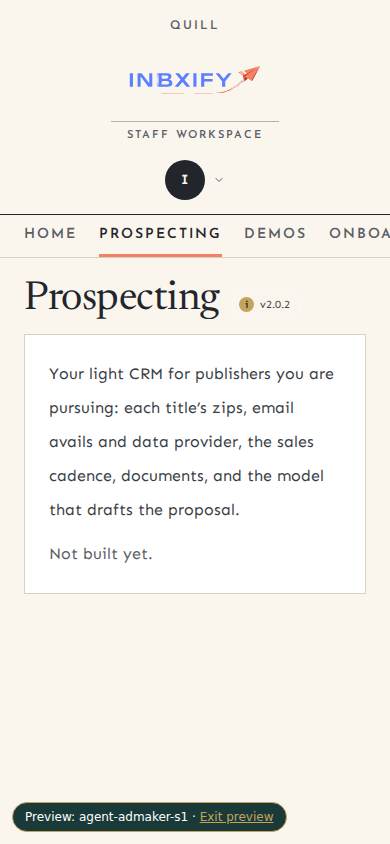 QUILL
INBXIFY
STAFF WORKSPACE
I
HOME PROSPECTING DEMOS ONBOA
Prospecting i v2.0.2
Your light CRM for publishers you are
pursuing: each title’s zips, email
avails and data provider, the sales
cadence, documents, and the model
that drafts the proposal.
Not built yet.
Preview: agent-admaker-s1 · Exit preview